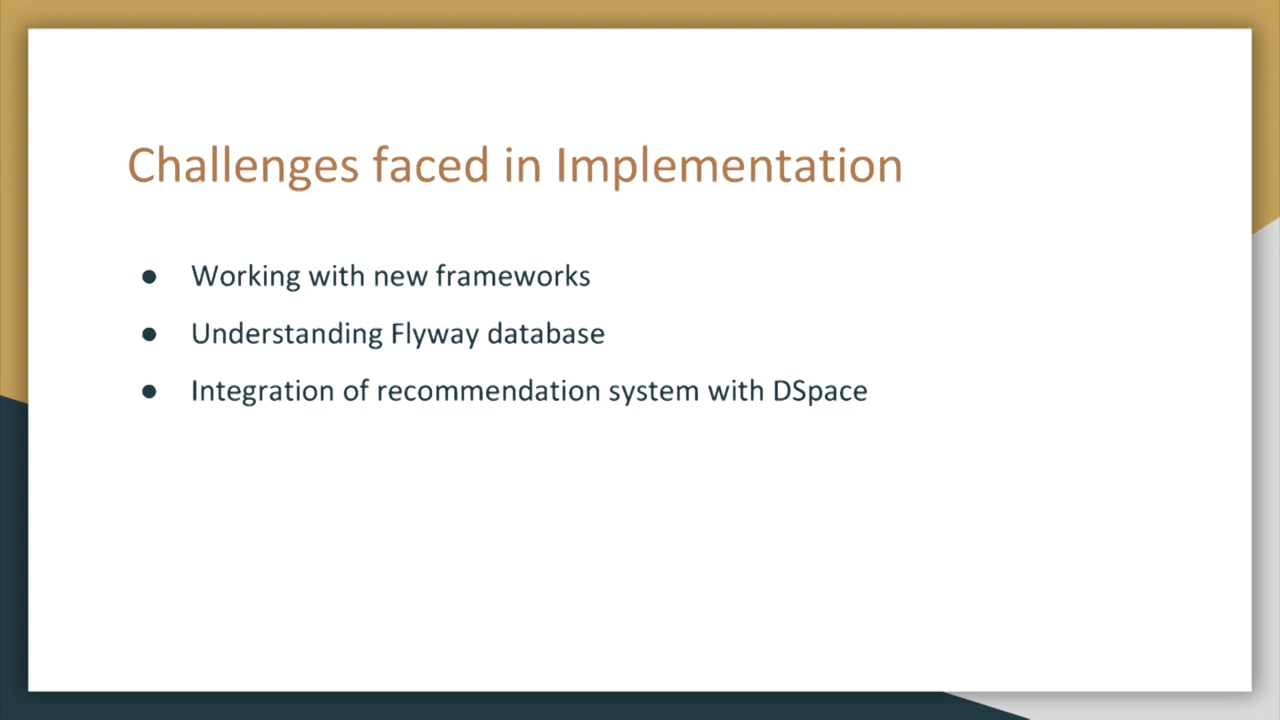 Challenges faced in Implementation
● Working with new frameworks
● Understanding Flyway database
● Integration of recommendation system with DSpace